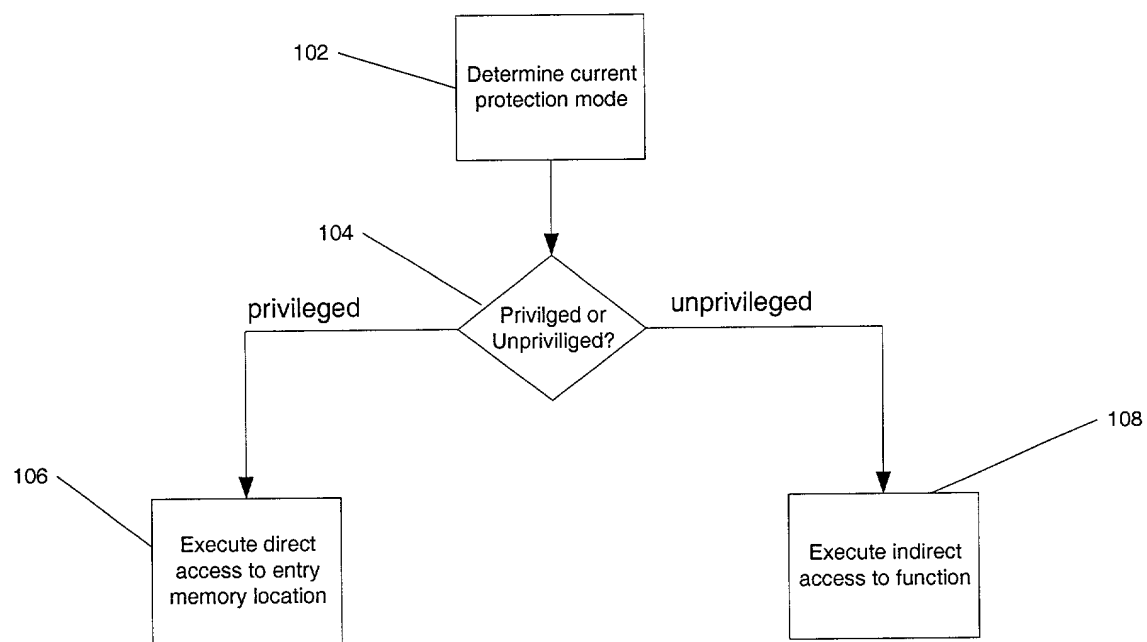 102
Determine current
protection mode
104
privileged
Privilged or
Unpriviliged?
unprivileged
108
106
Execute direct
access to entry
memory location
Execute indirect
access to function